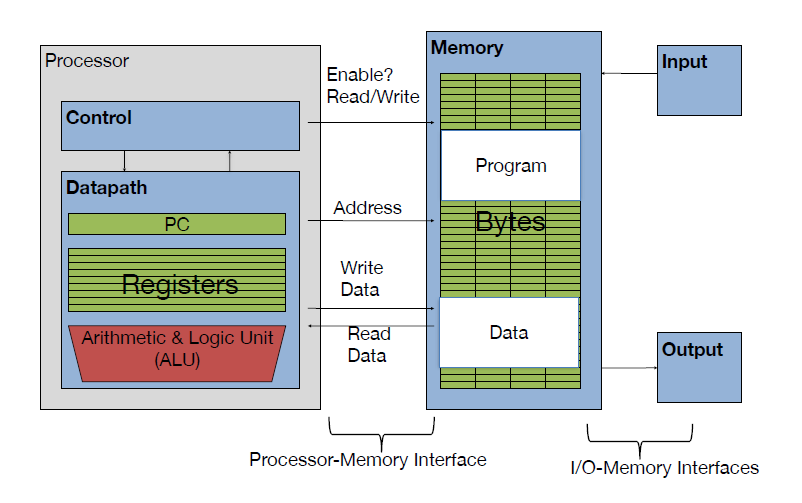 Processor
Control
Datapath
PC
Registers
Arithmetic & Logic Unit
(ALU)
Enable?
Read/Write
Address
Write
Data
Read
Data
Memory
Program
Bytes
Data
Input
Output
Processor-Memory Interface
I/O-Memory Interfaces